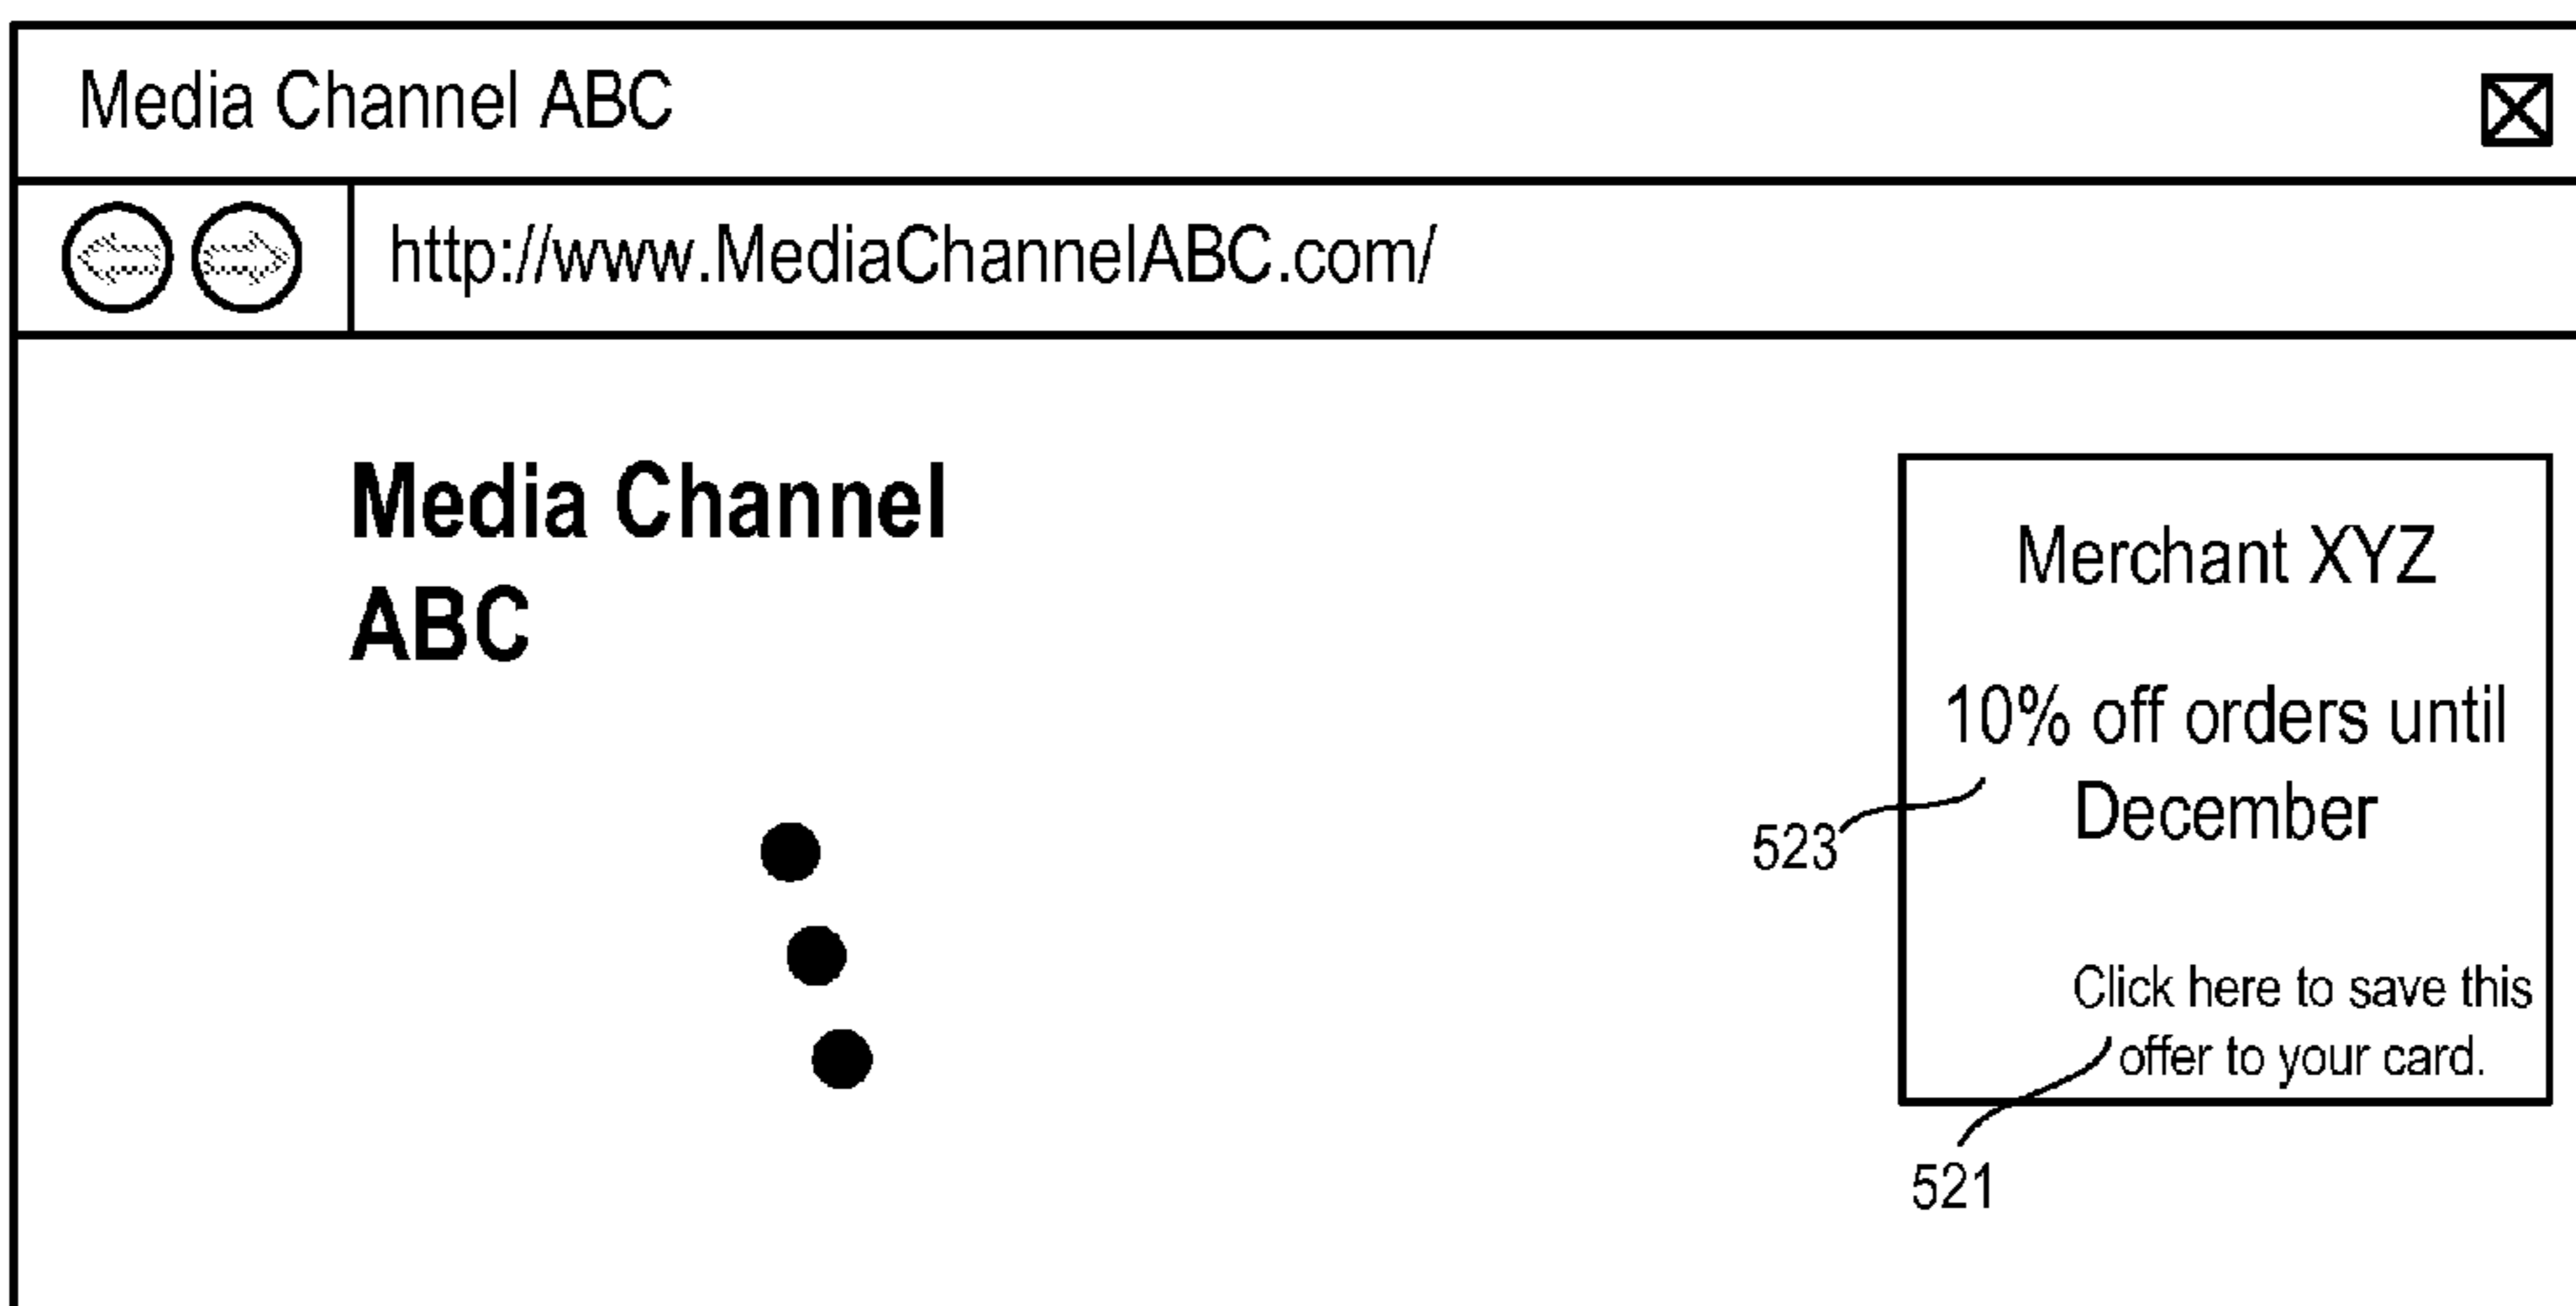 Media Channel ABC
http://www.MediaChannelABC.com/
Media Channel
ABC
Merchant XYZ
10% off orders until
December
523
Click here to save this
offer to your card.
521